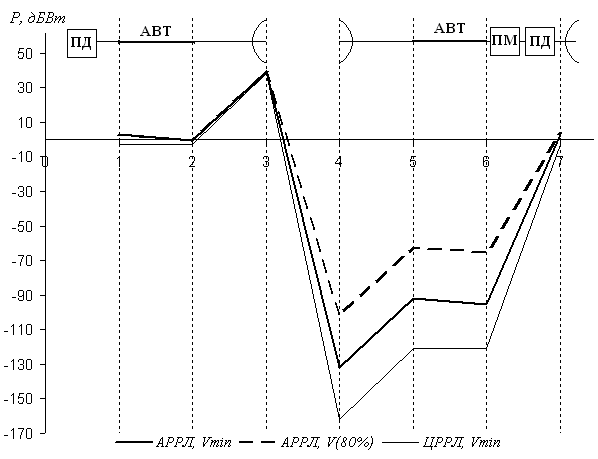 Р, дБВт
ПД
АВТ
АВТ
ПМ
ПД
50
30
10
-10
-30
-50
-70
-90
-110
-130
-150
-170
0 1 2 3 4 5 6 7
АРРЛ, Vmin
АРРЛ, V(80%)
ЦРРЛ, Vmin